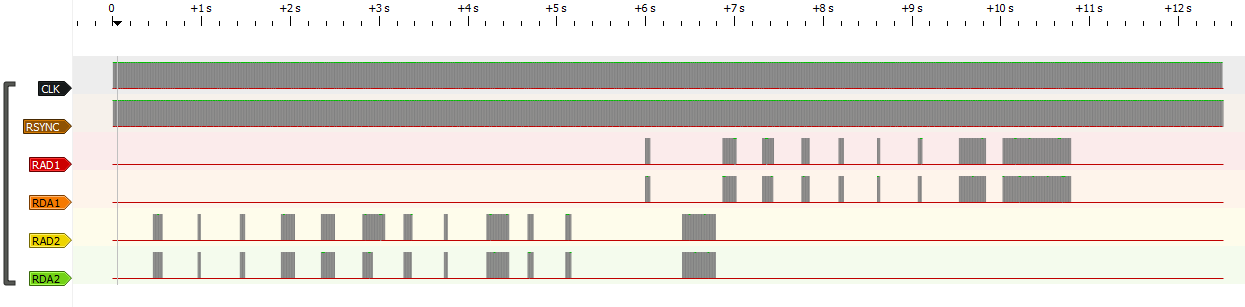 0 +1 s +2 s +3 s +4 s +5 s +6 s +7 s +8 s +9 s +10 s +11 s +12 s
CLK
RSYNC
RAD1
RDA1
RAD2
RDA2